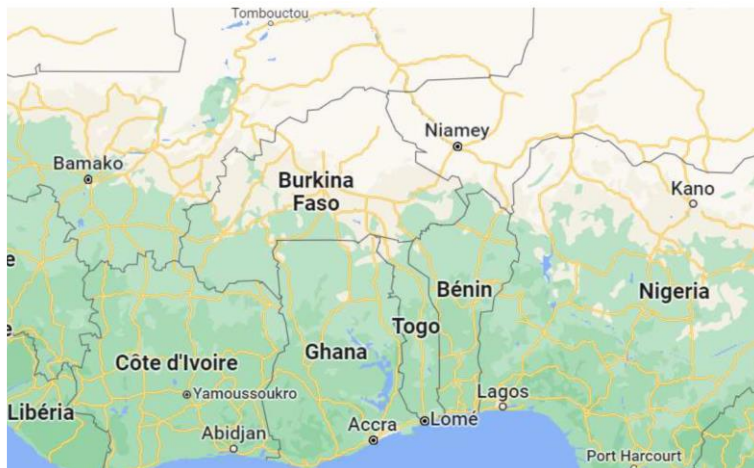 Tombouctou
Niamey
Bamako
Burkina
Faso
Kano
e
Bénin
Nigeria
Togo
e
Côte d'Ivoire
Ghana
Yamoussoukro
Lagos
Libéria
Accra
Lomé
Abidjan
Port Harcourt